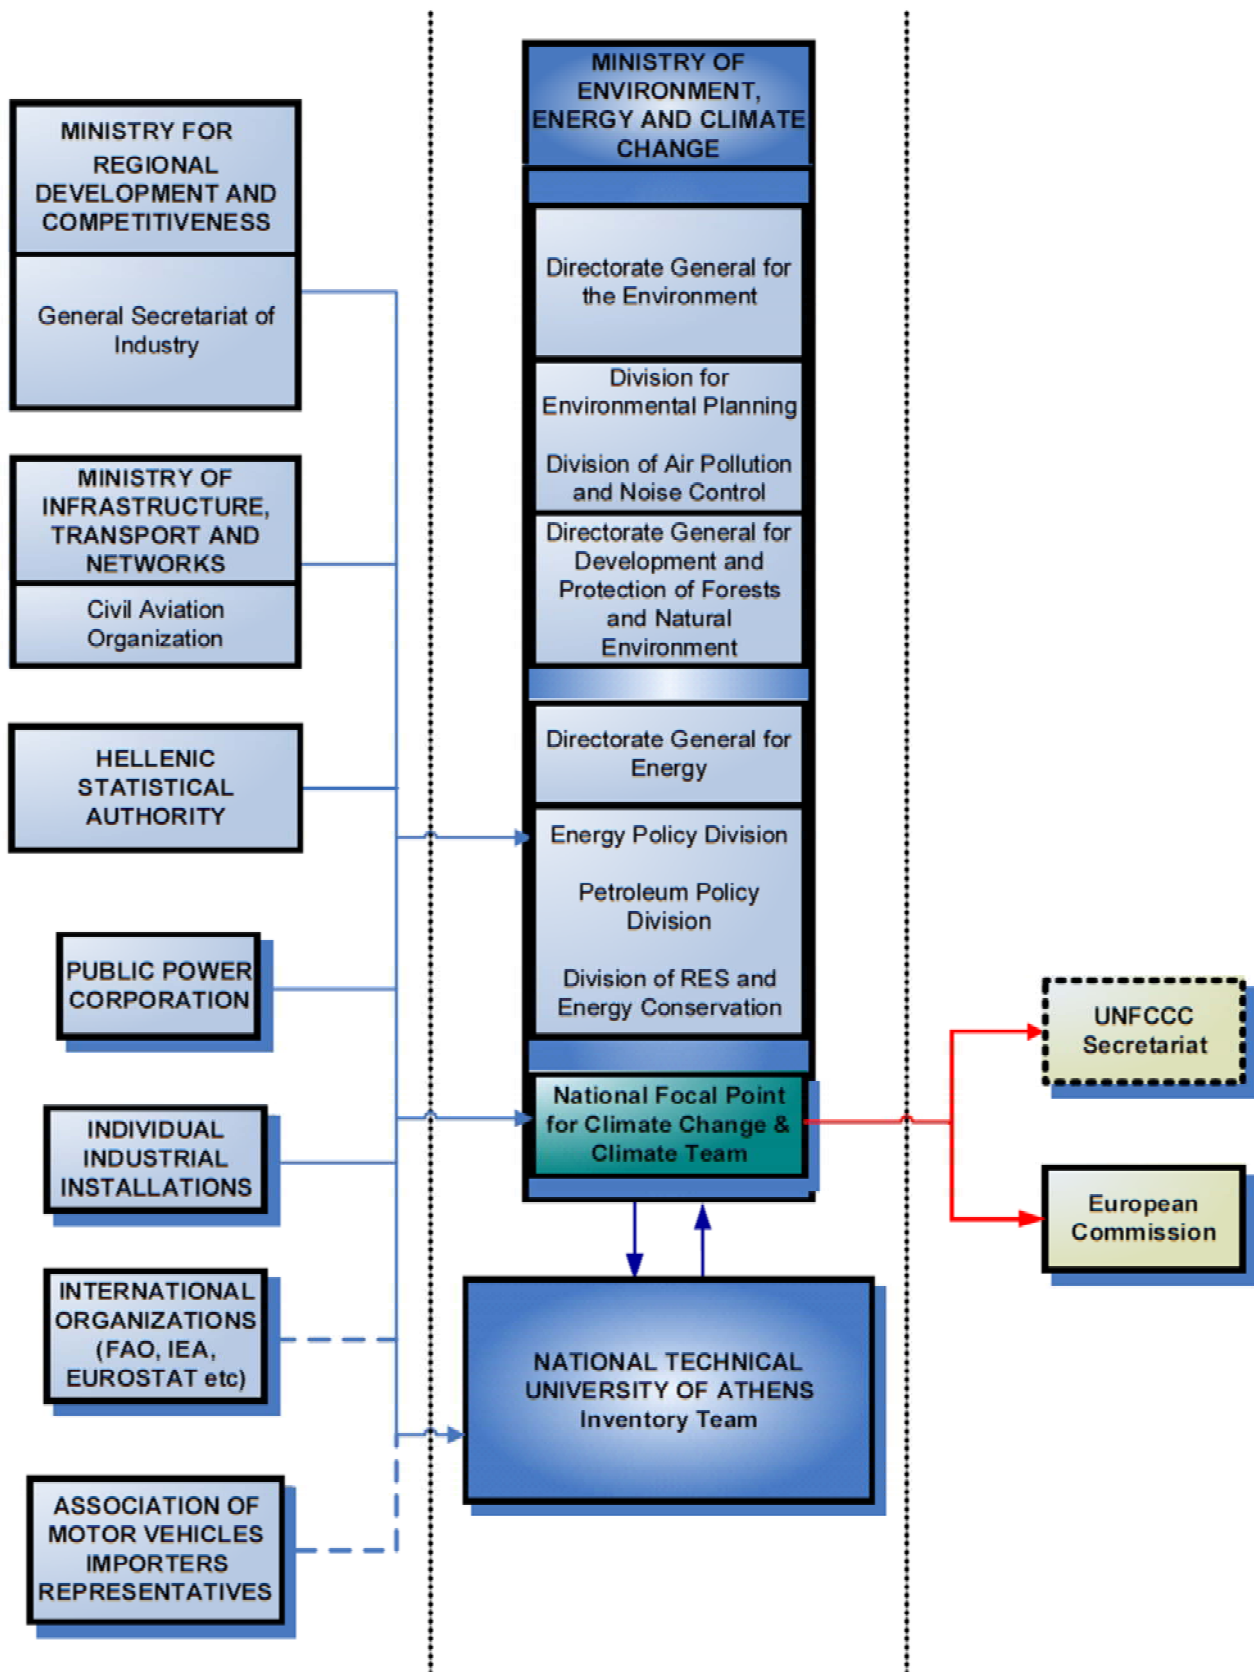 MINISTRY FOR
REGIONAL
DEVELOPMENT AND
COMPETITIVENESS
General Secretariat of
Industry
MINISTRY OF
INFRASTRUCTURE,
TRANSPORT AND
NETWORKS
Civil Aviation
Organization
HELLENIC
STATISTICAL
AUTHORITY
PUBLIC POWER
CORPORATION
INDIVIDUAL
INDUSTRIAL
INSTALLATIONS
INTERNATIONAL
ORGANIZATIONS
(FAO, IEA,
EUROSTAT etc)
ASSOCIATION OF
MOTOR VEHICLES
IMPORTERS
REPRESENTATIVES
MINISTRY OF
ENVIRONMENT,
ENERGY AND CLIMATE
CHANGE
Directorate General for
the Environment
Division for
Environmental Planning
Division of Air Pollution
and Noise Control
Directorate General for
Development and
Protection of Forests
and Natural
Environment
Directorate General for
Energy
Energy Policy Division
Petroleum Policy
Division
Division of RES and
Energy Conservation
National Focal Point
for Climate Change &
Climate Team
NATIONAL TECHNICAL
UNIVERSITY OF ATHENS
Inventory Team
UNFCCC
Secretariat
European
Commission